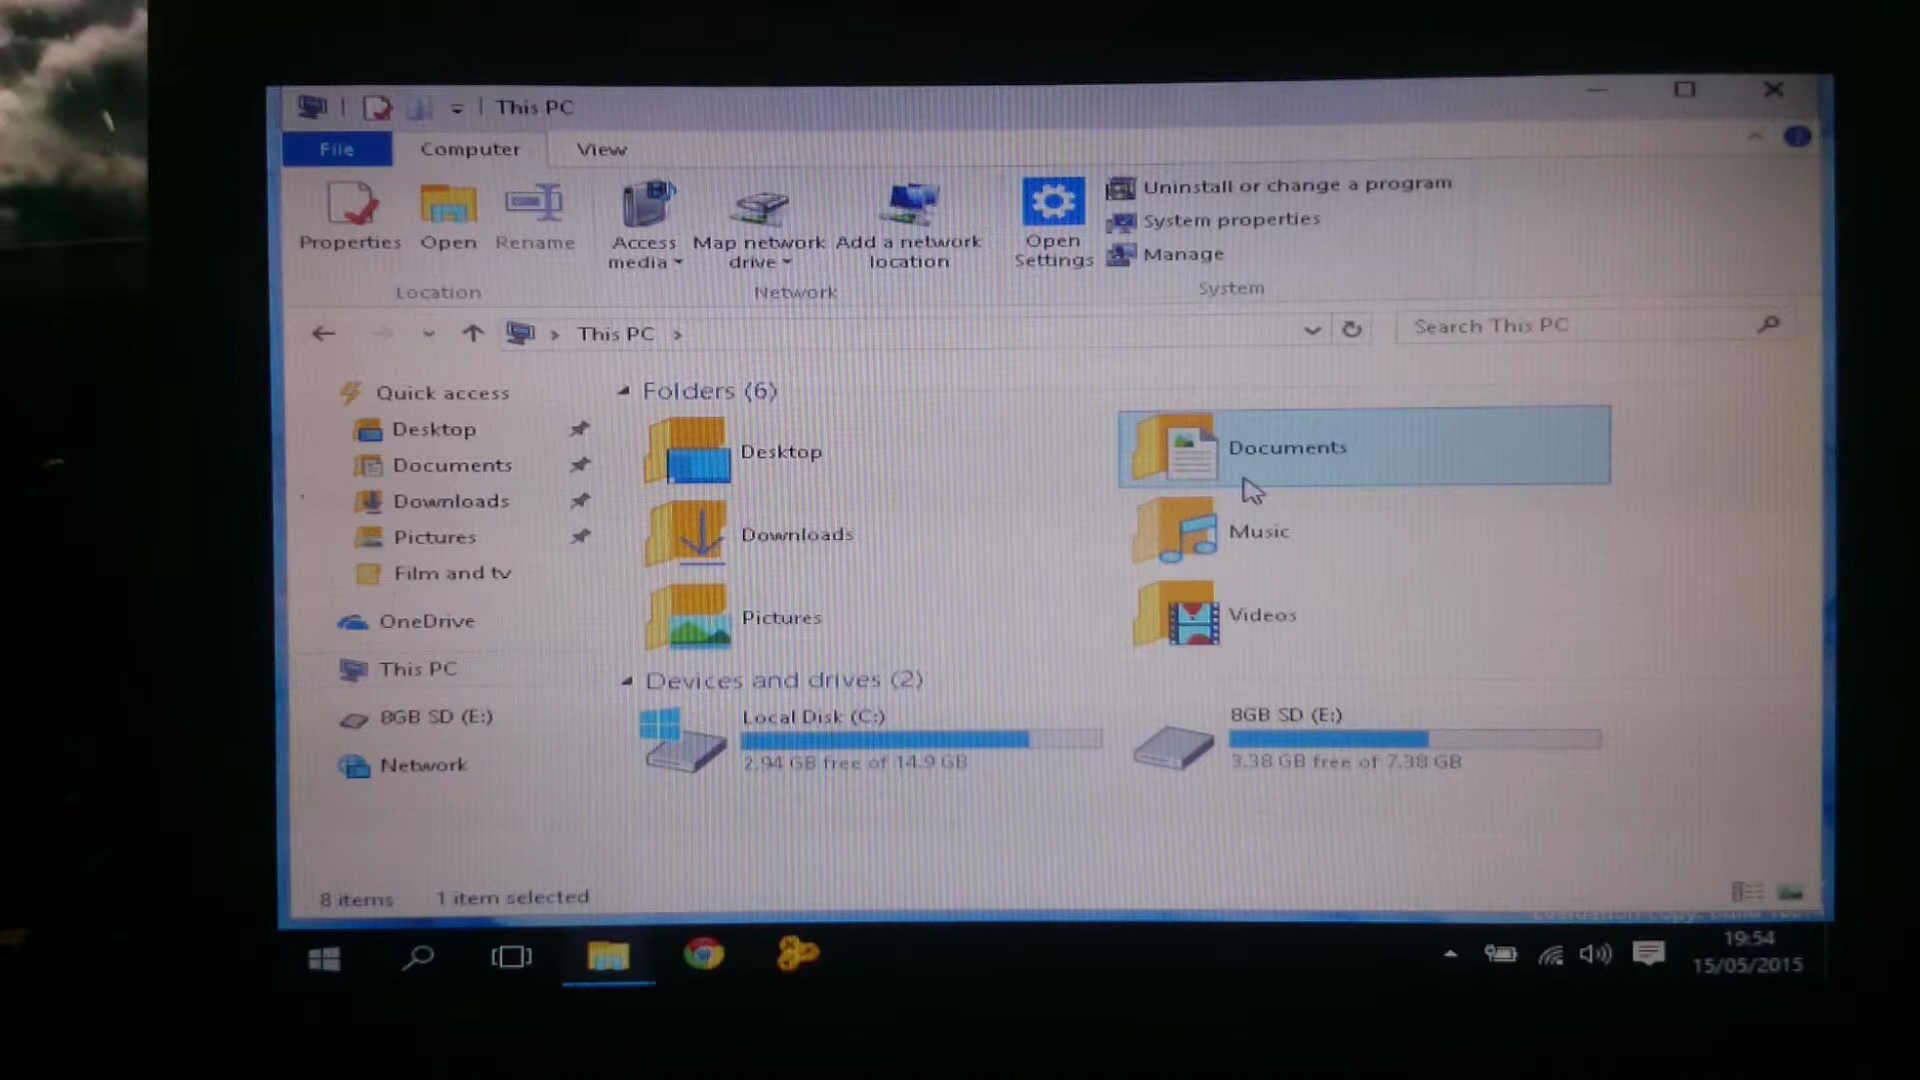 This PC
File Computer View
Properties Open Rename
Access media
Map network drive
Add a network location
Open Settings
Uninstall or change a program
System properties
Manage
Location Network System
This PC
Search This PC
Quick access
Desktop
Documents
Downloads
Pictures
Film and tv
OneDrive
This PC
8GB SD (E:)
Network
Folders (6)
Desktop
Documents
Downloads
Music
Pictures
Videos
Devices and drives (2)
Local Disk (C:)
2.94 GB free of 14.9 GB
8GB SD (E:)
3.38 GB free of 7.38 GB
8 items 1 item selected
19:54
15/05/2015